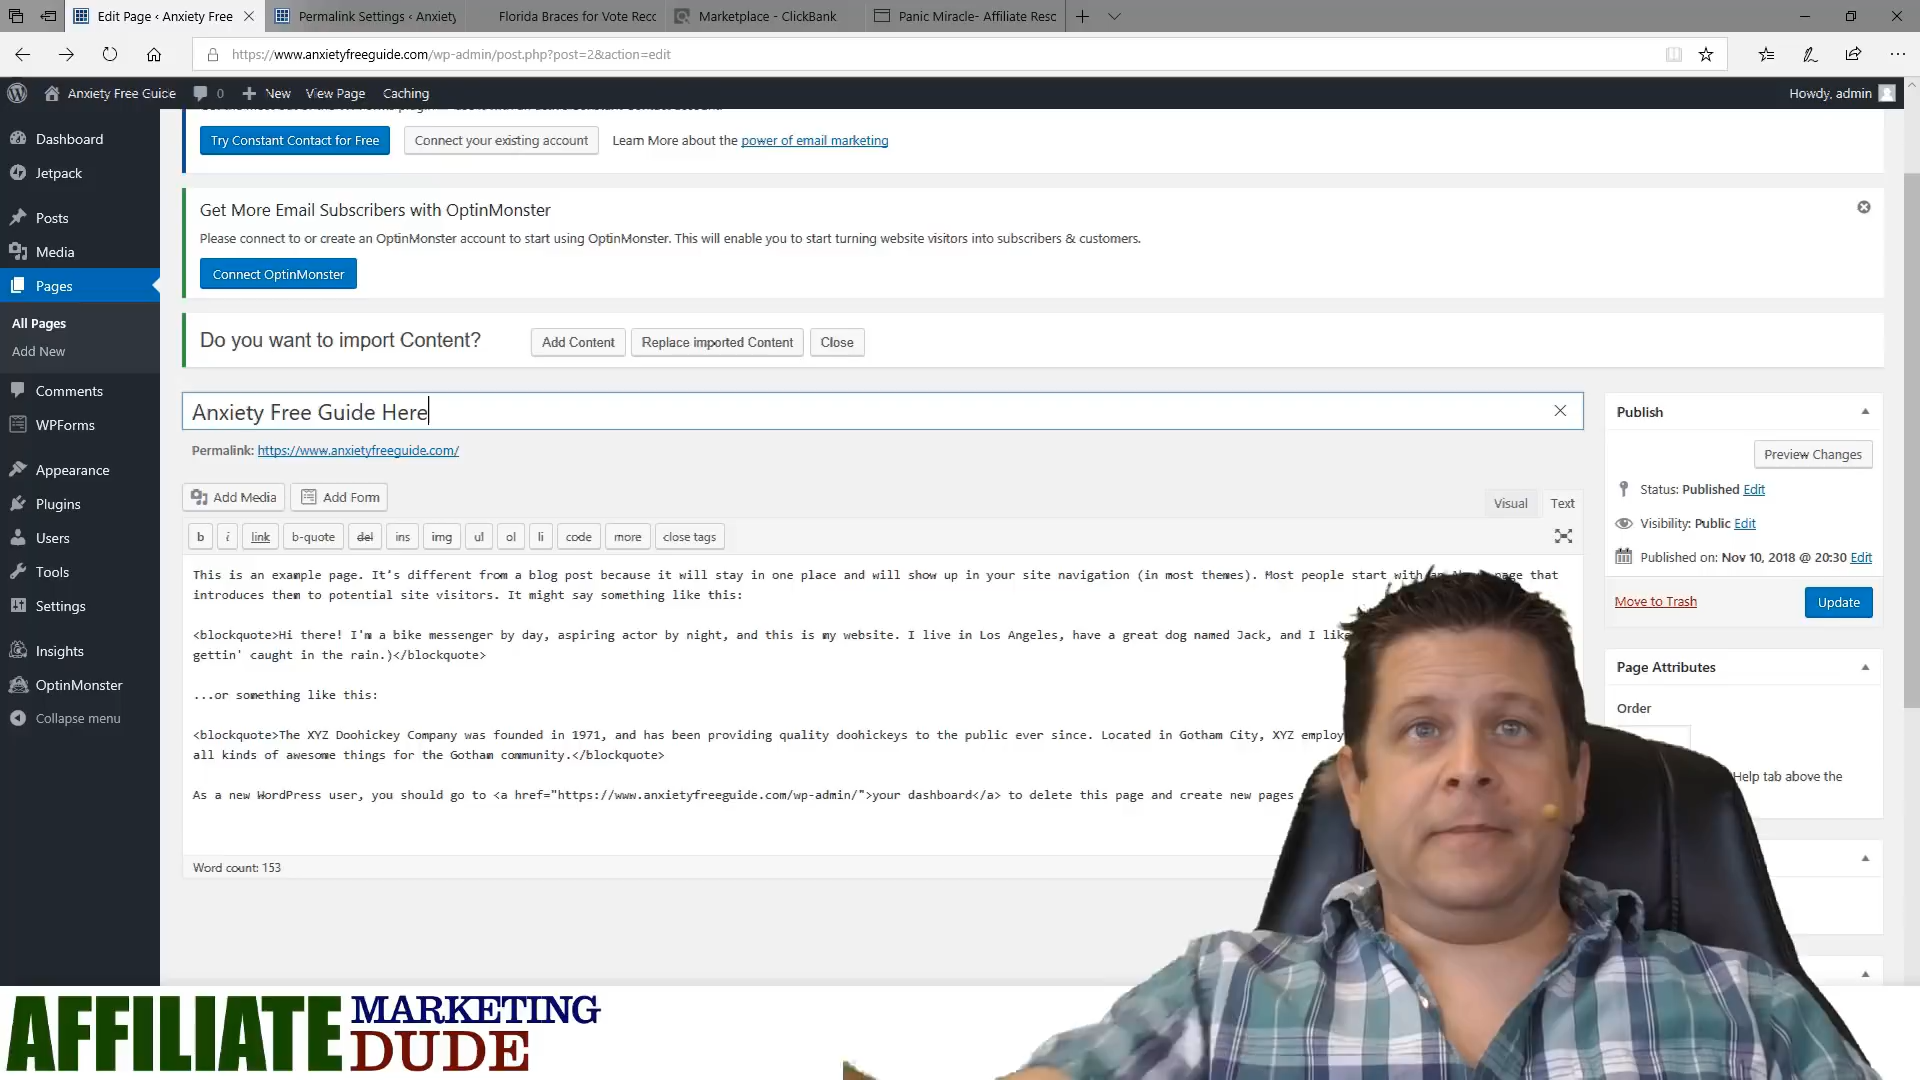 Edit Page ‹ Anxiety Free
Permalink Settings ‹ Anxiety
Florida Braces for Vote Reco
Marketplace - ClickBank
Panic Miracle- Affiliate Resc
https://www.anxietyfreeguide.com/wp-admin/post.php?post=2&action=edit
Anxiety Free Guide
0
New
View Page
Caching
Howdy, admin
Dashboard
Jetpack
Posts
Media
Pages
All Pages
Add New
Comments
WPForms
Appearance
Plugins
Users
Tools
Settings
Insights
OptinMonster
Collapse menu
Try Constant Contact for Free
Connect your existing account
Learn More about the power of email marketing
Get More Email Subscribers with OptinMonster
Please connect to or create an OptinMonster account to start using OptinMonster. This will enable you to start turning website visitors into subscribers & customers.
Connect OptinMonster
Do you want to import Content?
Add Content
Replace imported Content
Close
Anxiety Free Guide Here
Permalink: https://www.anxietyfreeguide.com/
Add Media
Add Form
Visual
Text
b
i
link
b-quote
del
ins
img
ul
ol
li
code
more
close tags
This is an example page. It's different from a blog post because it will stay in one place and will show up in your site navigation (in most themes). Most people start with page that
introduces them to potential site visitors. It might say something like this:
<blockquote>Hi there! I'm a bike messenger by day, aspiring actor by night, and this is my website. I live in Los Angeles, have a great dog named Jack, and I
gettin' caught in the rain.)</blockquote>
...or something like this:
<blockquote>The XYZ Doohickey Company was founded in 1971, and has been providing quality doohickeys to the public ever since. Located in Gotham City, XYZ
all kinds of awesome things for the Gotham community.</blockquote>
As a new WordPress user, you should go to <a href="https://www.anxietyfreeguide.com/wp-admin/">your dashboard</a> to delete this page and create new pages
Word count: 153
Publish
Preview Changes
Status: Published Edit
Visibility: Public Edit
Published on: Nov 10, 2018 @ 20:30 Edit
Move to Trash
Update
Page Attributes
Order
Help tab above the
AFFILIATE
MARKETING
DUDE